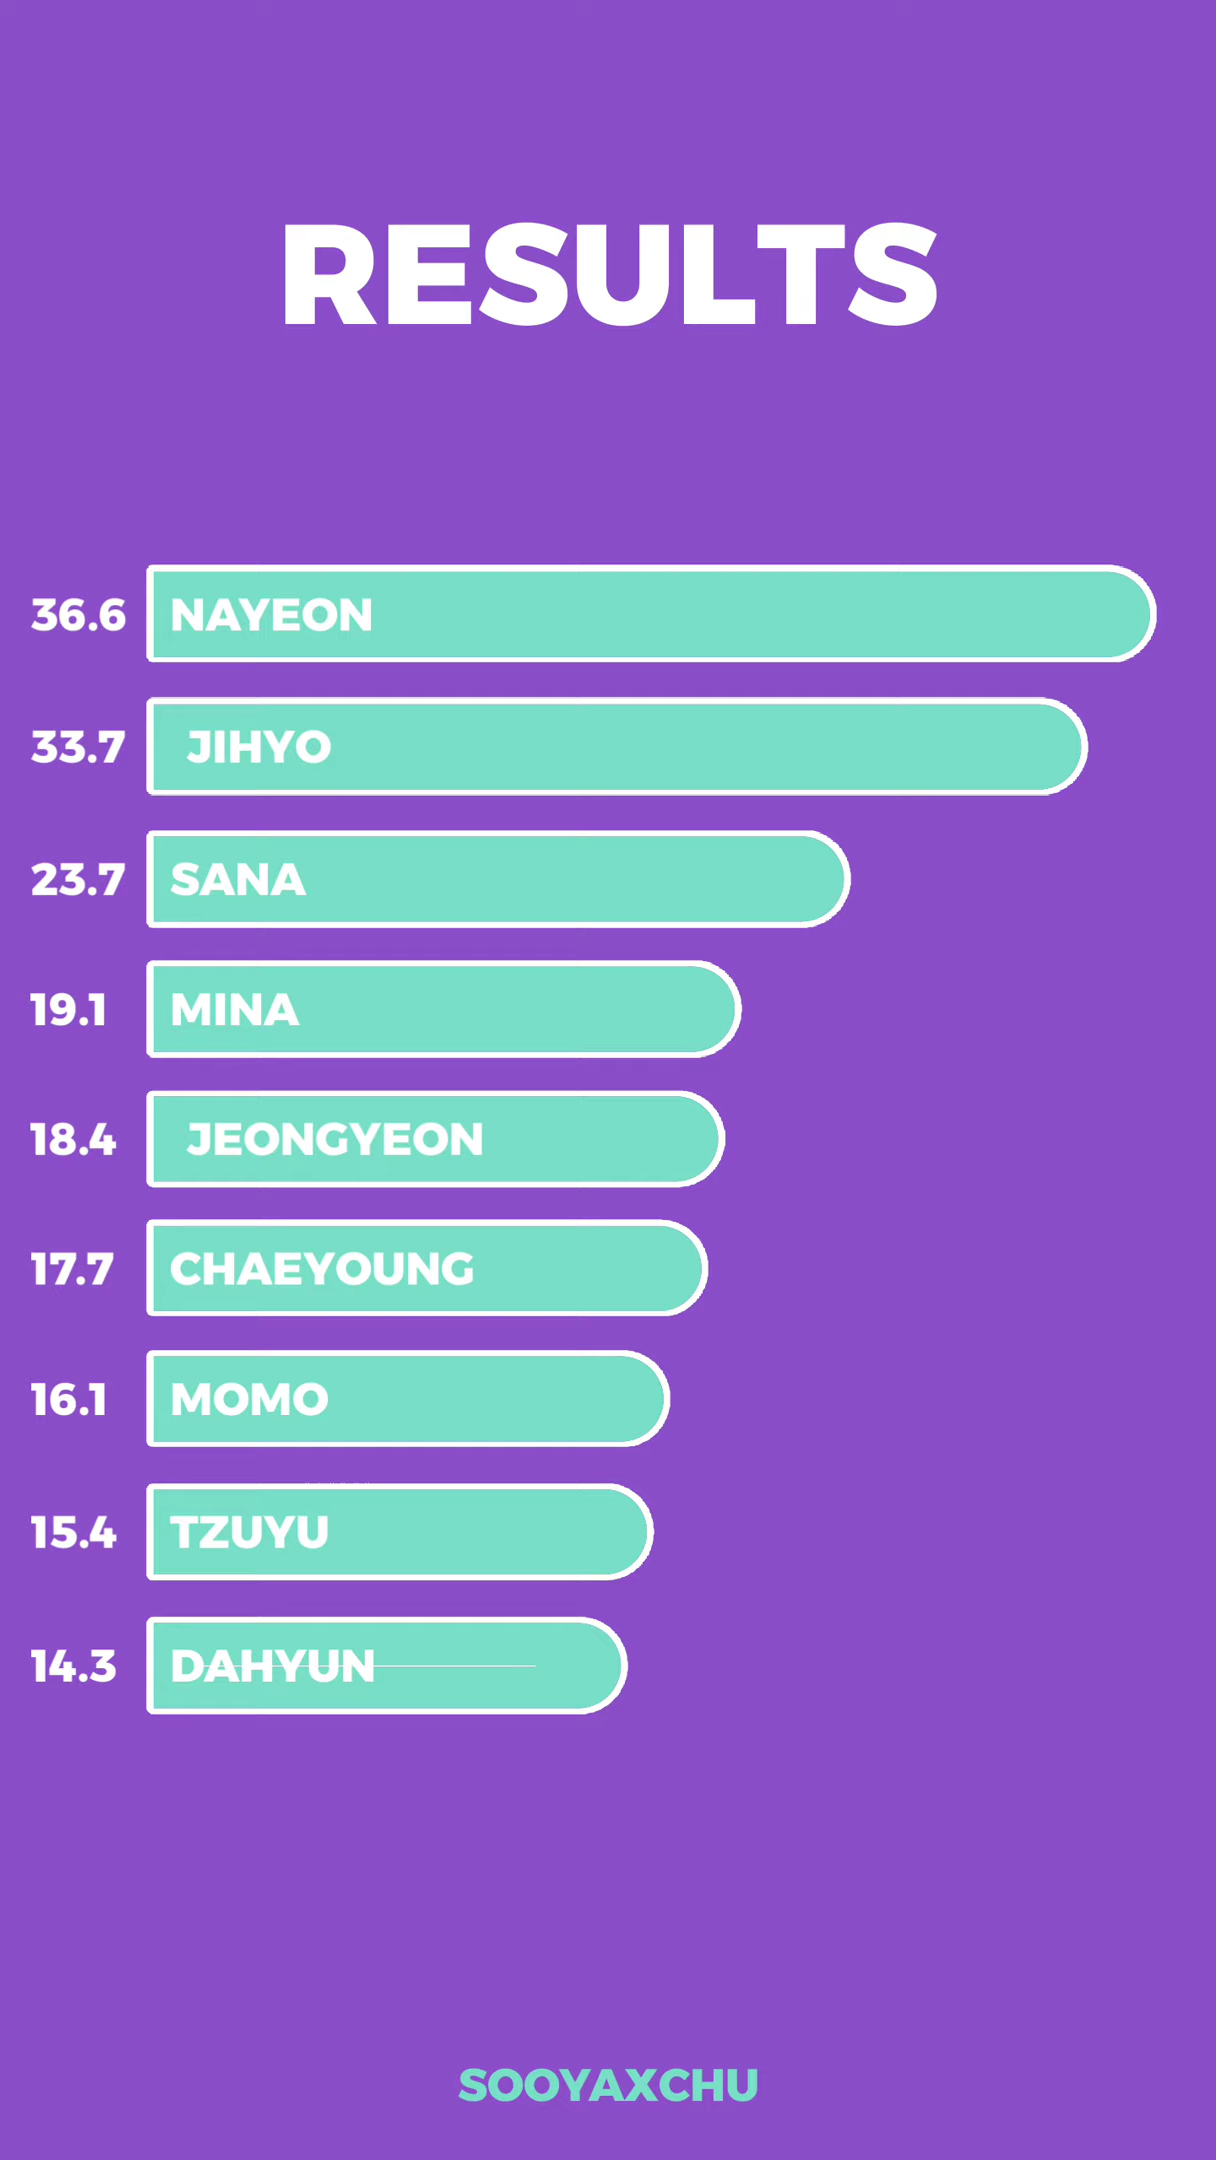 RESULTS
36.6 NAYEON
33.7 JIHYO
23.7 SANA
19.1 MINA
18.4 JEONGYEON
17.7 CHAEYOUNG
16.1 MOMO
15.4 TZUYU
14.3 DAHYUN
SOOYAXCHU